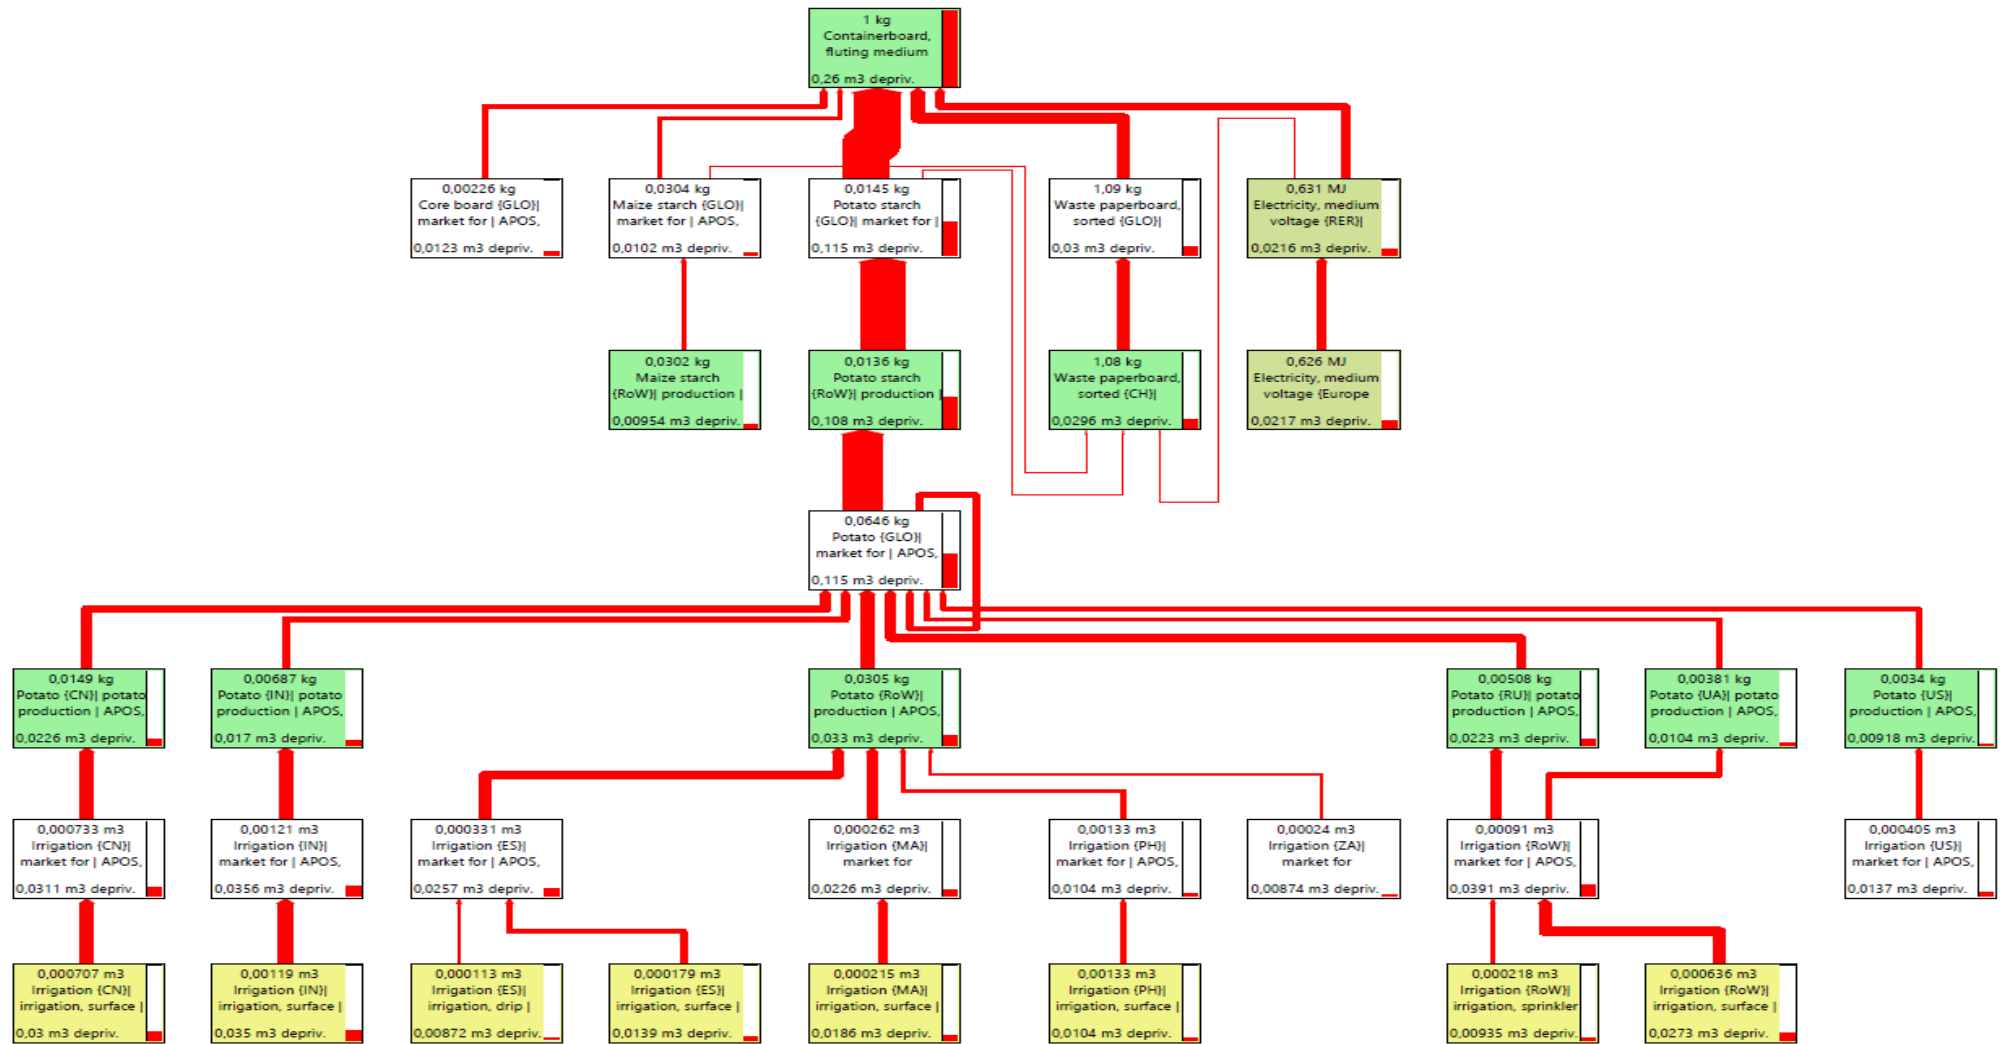 1 kg
Containerboard,
fluting medium
0,26 m3 depriv.
0,00226 kg
Core board {GLO}|
market for | APOS,
0,0123 m3 depriv.
0,0304 kg
Maize starch {GLO}|
market for | APOS,
0,0102 m3 depriv.
0,0145 kg
Potato starch
{GLO}| market for |
0,115 m3 depriv.
1,09 kg
Waste paperboard,
sorted {GLO}|
0,03 m3 depriv.
0,631 MJ
Electricity, medium
voltage {RER}|
0,0216 m3 depriv.
0,0302 kg
Maize starch
{RoW}| production |
0,00954 m3 depriv.
0,0136 kg
Potato starch
{RoW}| production |
0,108 m3 depriv.
1,08 kg
Waste paperboard,
sorted {CH}|
0,0296 m3 depriv.
0,626 MJ
Electricity, medium
voltage {Europe
0,0217 m3 depriv.
0,0646 kg
Potato {GLO}|
market for | APOS,
0,115 m3 depriv.
0,0149 kg
Potato {CN}| potato
production | APOS,
0,0226 m3 depriv.
0,00687 kg
Potato {IN}| potato
production | APOS,
0,017 m3 depriv.
0,0305 kg
Potato {RoW}|
production | APOS,
0,033 m3 depriv.
0,00508 kg
Potato {RU}| potato
production | APOS,
0,0223 m3 depriv.
0,00381 kg
Potato {UA}| potato
production | APOS,
0,0104 m3 depriv.
0,0034 kg
Potato {US}|
production | APOS,
0,00918 m3 depriv.
0,000733 m3
Irrigation {CN}|
market for | APOS,
0,0311 m3 depriv.
0,00121 m3
Irrigation {IN}|
market for | APOS,
0,0356 m3 depriv.
0,000331 m3
Irrigation {ES}|
market for | APOS,
0,0257 m3 depriv.
0,000262 m3
Irrigation {MA}|
market for
0,0226 m3 depriv.
0,00133 m3
Irrigation {PH}|
market for | APOS,
0,0104 m3 depriv.
0,00024 m3
Irrigation {ZA}|
market for
0,00874 m3 depriv.
0,00091 m3
Irrigation {RoW}|
market for | APOS,
0,0391 m3 depriv.
0,000405 m3
Irrigation {US}|
market for | APOS,
0,0137 m3 depriv.
0,000707 m3
Irrigation {CN}|
irrigation, surface |
0,03 m3 depriv.
0,00119 m3
Irrigation {IN}|
irrigation, surface |
0,035 m3 depriv.
0,000113 m3
Irrigation {ES}|
irrigation, drip |
0,00872 m3 depriv.
0,000179 m3
Irrigation {ES}|
irrigation, surface |
0,0139 m3 depriv.
0,000215 m3
Irrigation {MA}|
irrigation, surface |
0,0186 m3 depriv.
0,00133 m3
Irrigation {PH}|
irrigation, surface |
0,0104 m3 depriv.
0,000218 m3
Irrigation {RoW}|
irrigation, sprinkler
0,00935 m3 depriv.
0,000636 m3
Irrigation {RoW}|
irrigation, surface |
0,0273 m3 depriv.